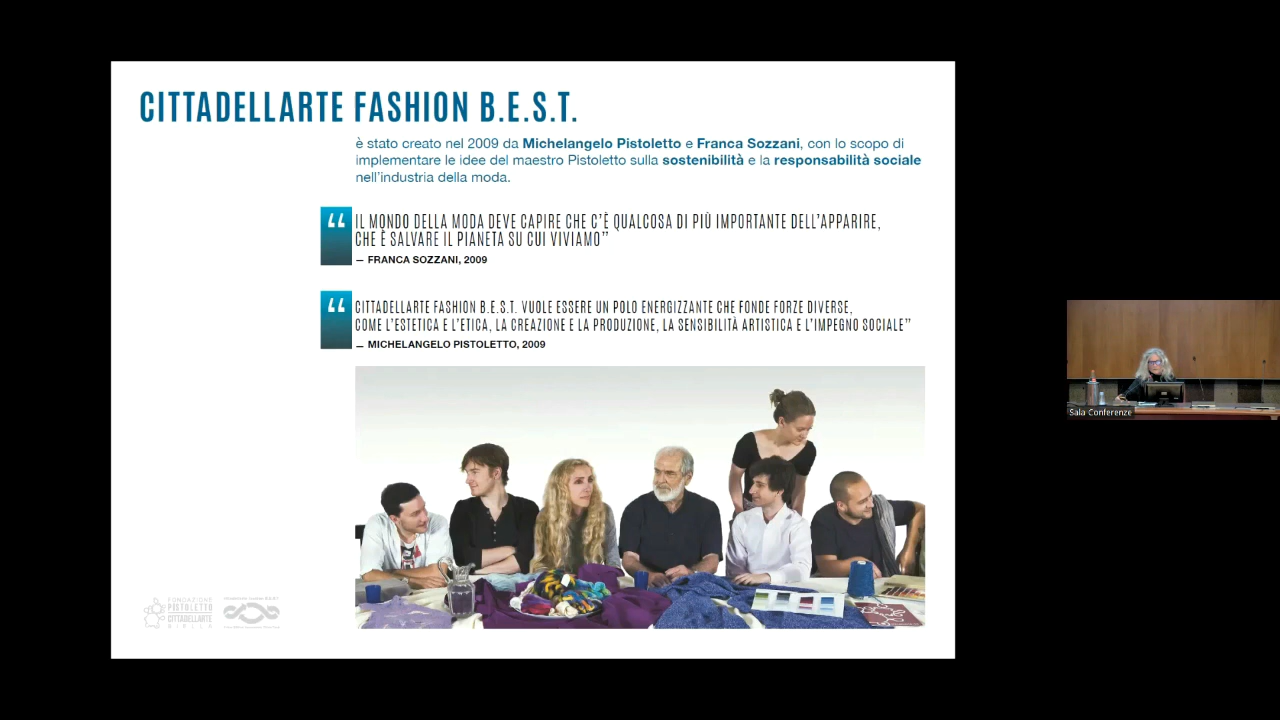 CITTADELLARTE FASHION B.E.S.T.
è stato creato nel 2009 da Michelangelo Pistoletto e Franca Sozzani, con lo scopo di
implementare le idee del maestro Pistoletto sulla sostenibilità e la responsabilità sociale
nell'industria della moda.
“ IL MONDO DELLA MODA DEVE CAPIRE CHE C'È QUALCOSA DI PIÙ IMPORTANTE DELL'APPARIRE,
CHE È SALVARE IL PIANETA SU CUI VIVIAMO”
— FRANCA SOZZANI, 2009
“ CITTADELLARTE FASHION B.E.S.T. VUOLE ESSERE UN POLO ENERGIZZANTE CHE FONDE FORZE DIVERSE,
COME L'ESTETICA E L'ETICA, LA CREAZIONE E LA PRODUZIONE, LA SENSIBILITÀ ARTISTICA E L'IMPEGNO SOCIALE”
— MICHELANGELO PISTOLETTO, 2009
FONDAZIONE
PISTOLETTO
CITTADELLARTE
BIELLA
Sala Conferenze